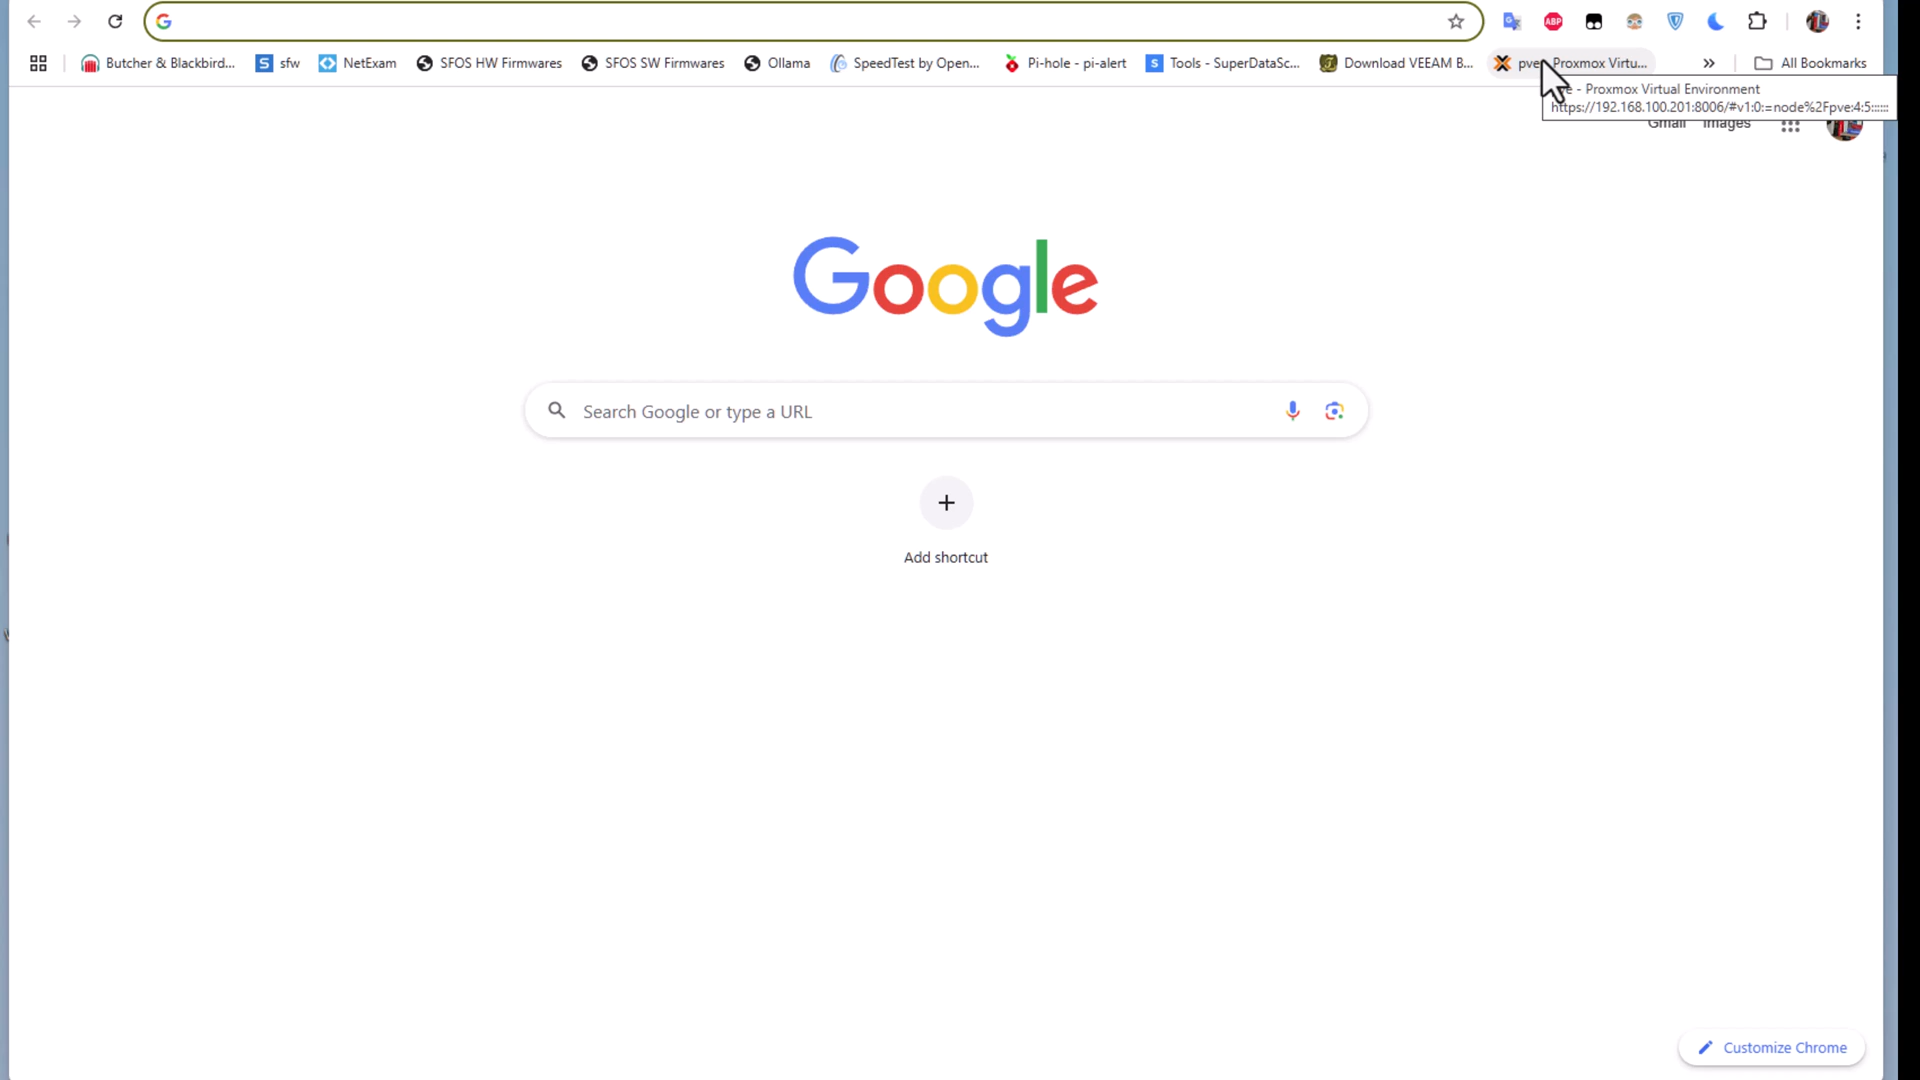 Butcher & Blackbird...
sfw
NetExam
SFOS HW Firmwares
SFOS SW Firmwares
Ollama
SpeedTest by Open...
Pi-hole - pi-alert
Tools - SuperDataSc...
Download VEEAM B...
Proxmox Virtu...
All Bookmarks
- Proxmox Virtual Environment
https://192.168.100.201:8006/#v1:0:=node%2Fpve:4:5::::::
Gmail Images
ABP
Google
Search Google or type a URL
Add shortcut
Customize Chrome